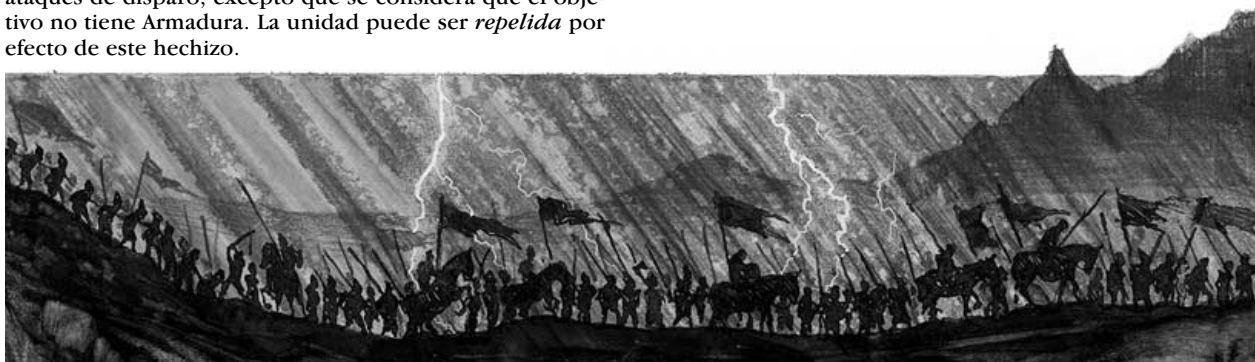 ataques de disparo, excepto que se considera que el obje-
tivo no tiene Armadura. La unidad puede ser repelida por
efecto de este hechizo.